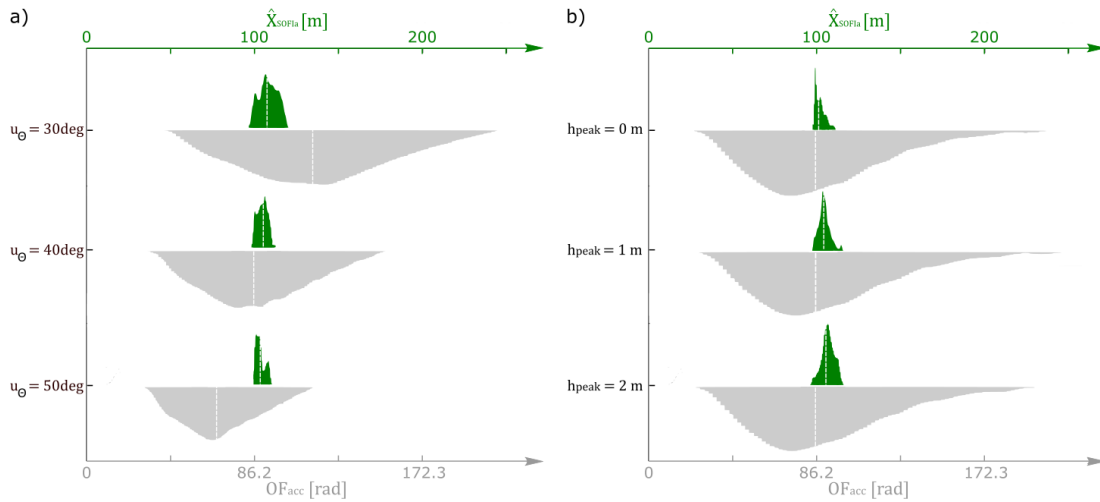 a)
X̂SOFIa [m]
0 100 200
uΘ = 30deg
uΘ = 40deg
uΘ = 50deg
0 86.2 172.3
OFacc [rad]
b)
X̂SOFIa [m]
0 100 200
hpeak = 0 m
hpeak = 1 m
hpeak = 2 m
0 86.2 172.3
OFacc [rad]